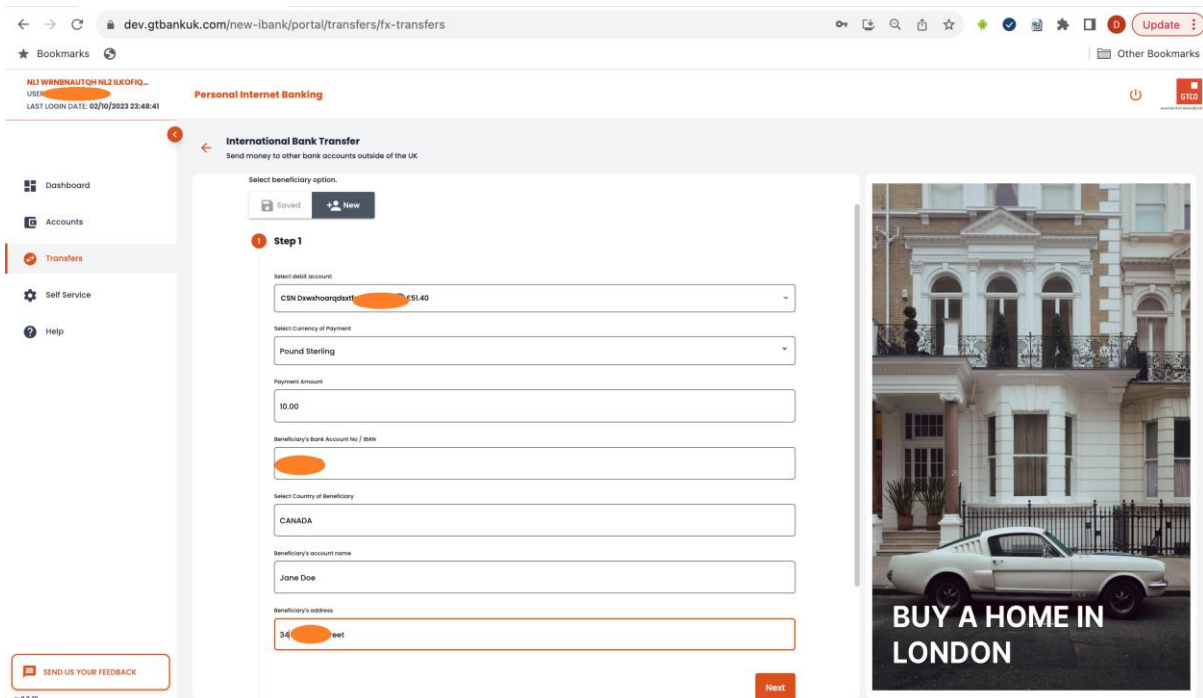 dev.gtbankuk.com/new-ibank/portal/transfers/fx-transfers
D
Update
Bookmarks
Other Bookmarks
NL1 WRNBNAUTQH NL2 ILKOFIQ...
USER
LAST LOGIN DATE: 02/10/2023 23:48:41
Personal Internet Banking
GTCO
International Bank Transfer
Send money to other bank accounts outside of the UK
Dashboard
Accounts
Transfers
Self Service
Help
SEND US YOUR FEEDBACK
Select beneficiary option.
Saved
New
1 Step 1
Select debit account:
CSN Dxwxhoarqdsxtf £51.40
Select Currency of Payment
Pound Sterling
Payment Amount
10.00
Beneficiary's Bank Account No / IBAN
Select Country of Beneficiary
CANADA
Beneficiary's account name
Jane Doe
Beneficiary's address
34 reet
Next
BUY A HOME IN
LONDON